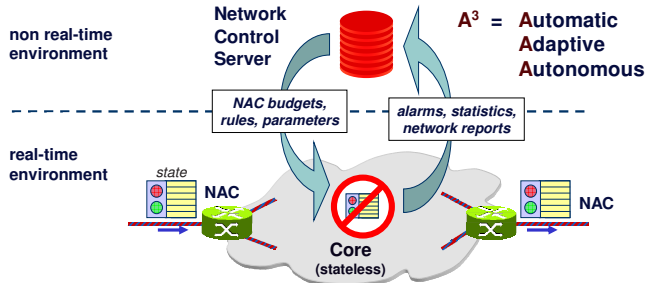 non real-time
environment
Network
Control
Server
A³ = Automatic
Adaptive
Autonomous
NAC budgets,
rules, parameters
alarms, statistics,
network reports
real-time
environment
state
NAC
NAC
Core
(stateless)